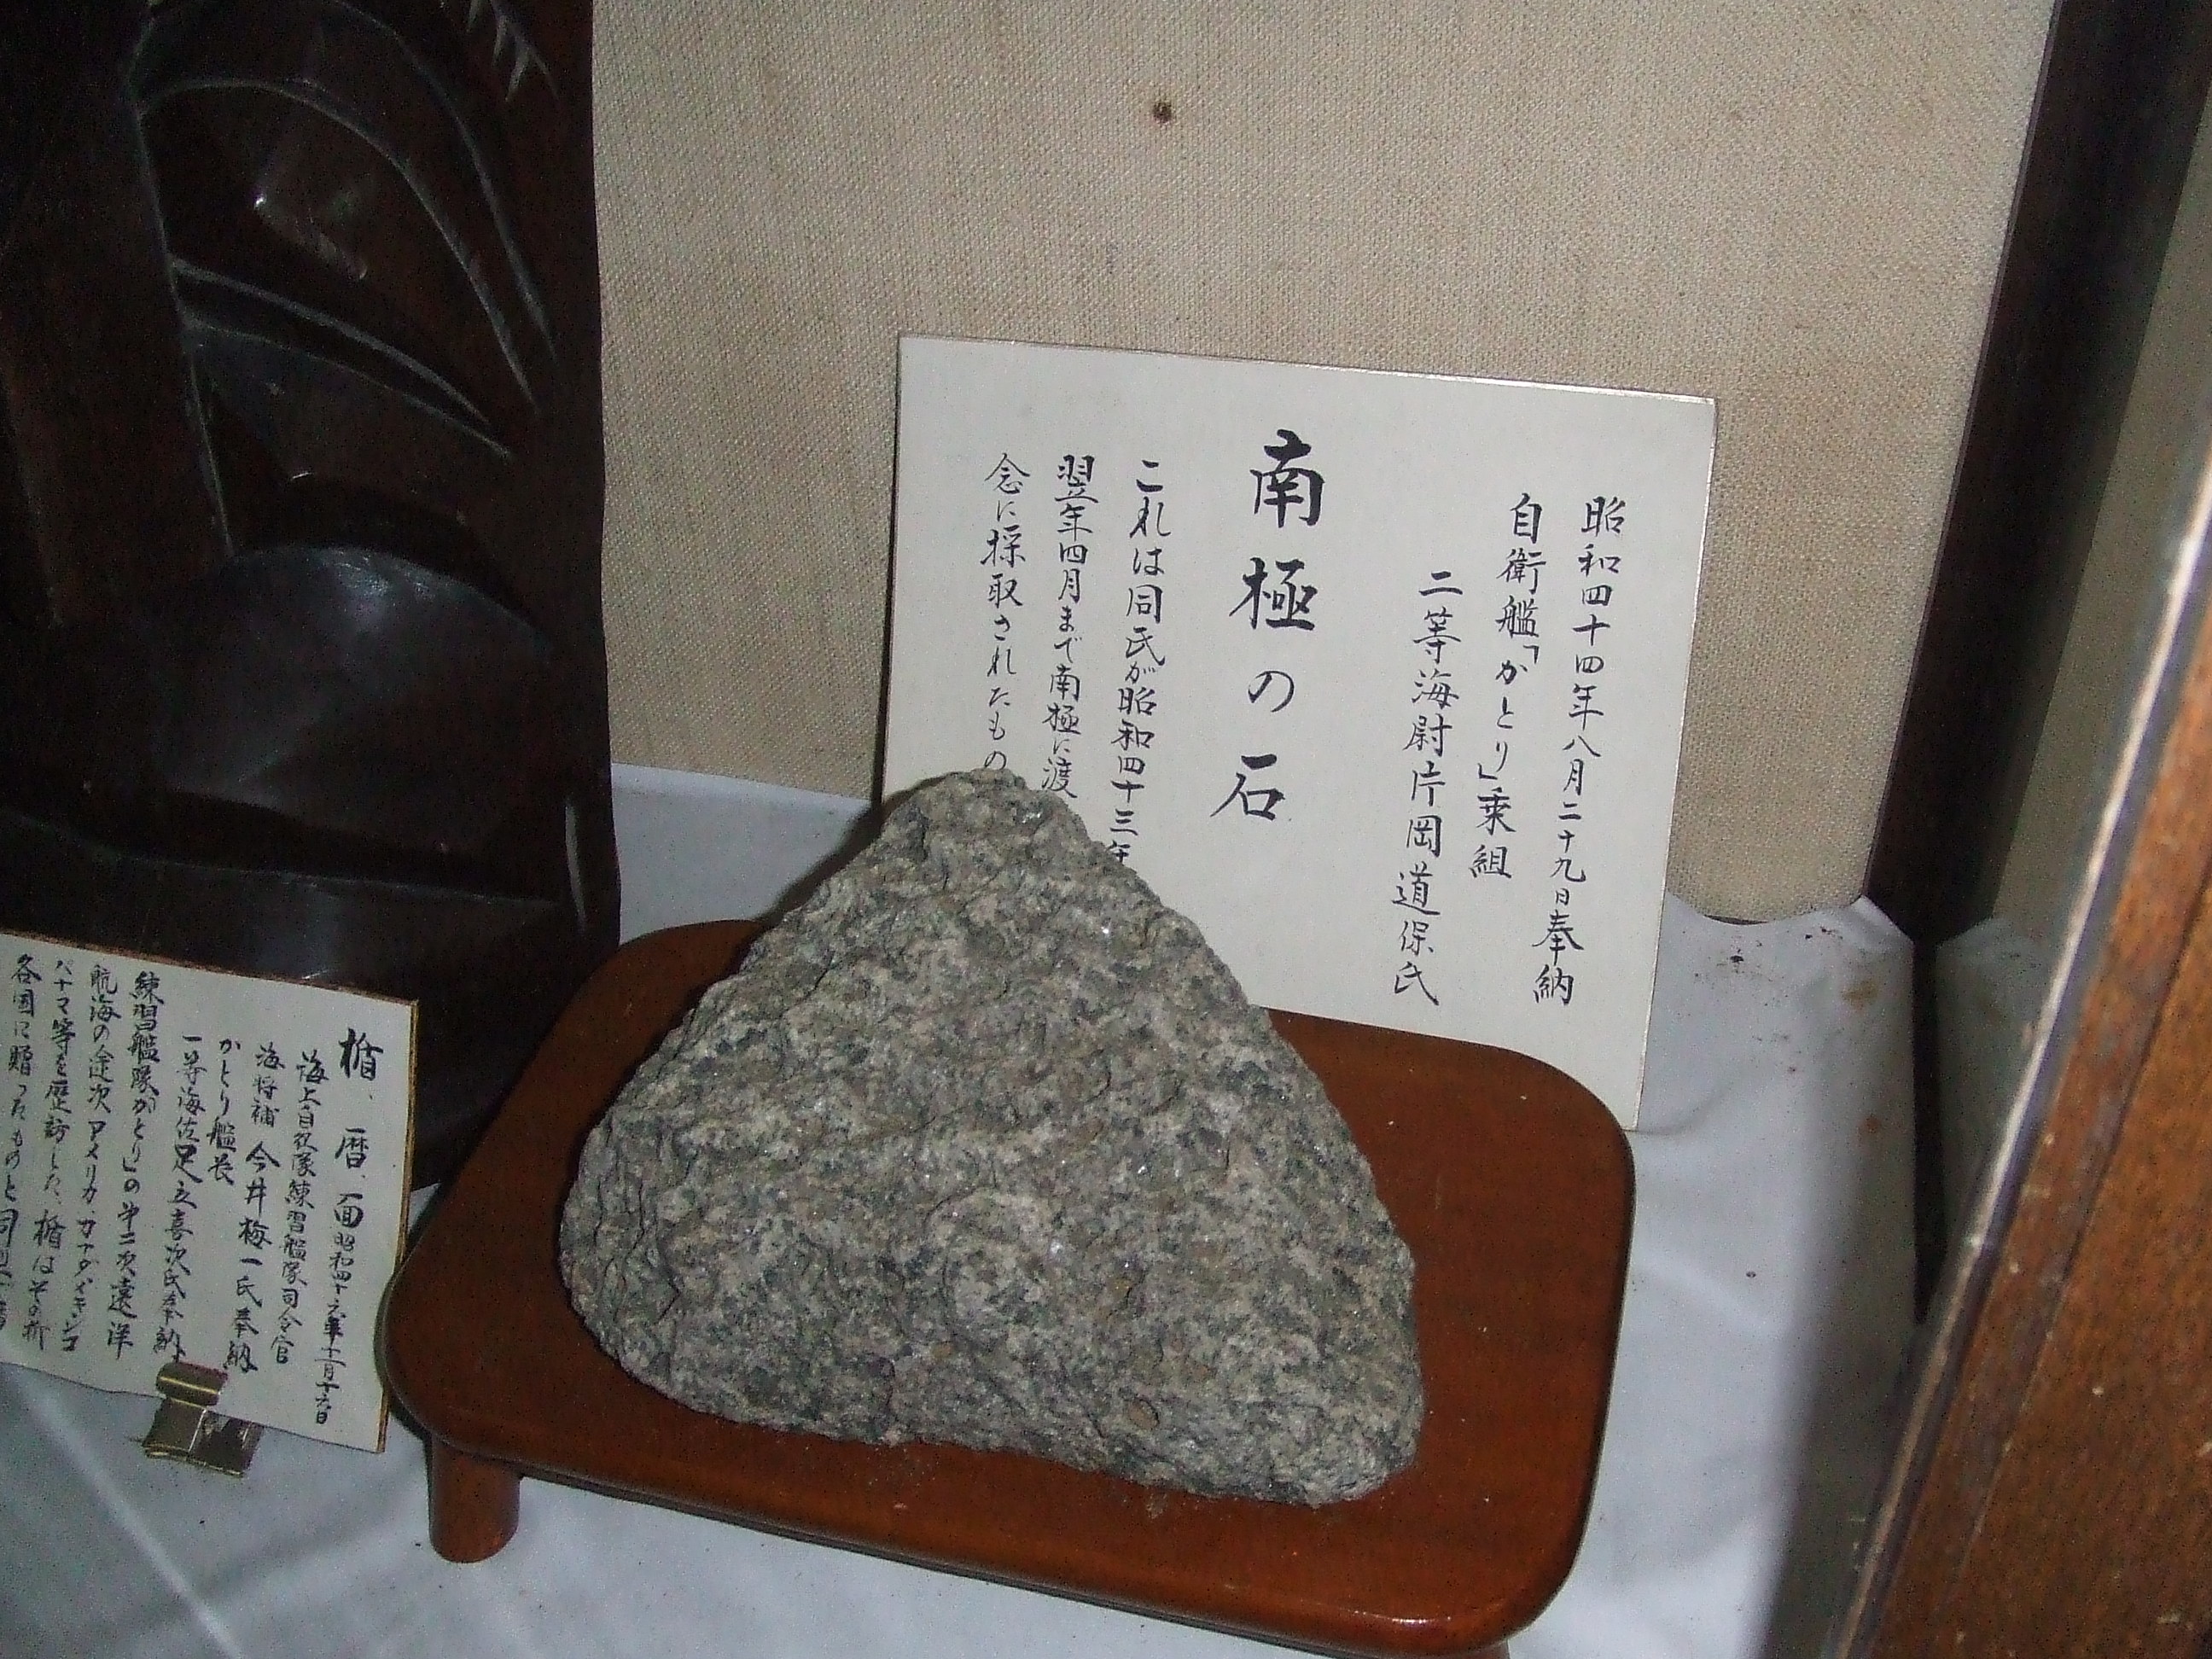 昭和四十四年八月二十九日奉納
自衛艦「かとり」乗組
二等海尉片岡道保氏
南極の石
これは同氏が昭和四十三年
翌年四月まで南極に渡
念に採取されたもの
楯、暦、面 昭和四十六年十一月十六日
海上自衛隊練習艦隊司令官
海将補 今井梅一氏奉納
かとり艦長
一等海佐足立喜次氏奉納
練習艦隊かとり」の第二次遠洋
航海の途次アメリカ、カナダ、メキシコ
パナマ等を歴訪した、楯はその折
各国に贈ったものと同